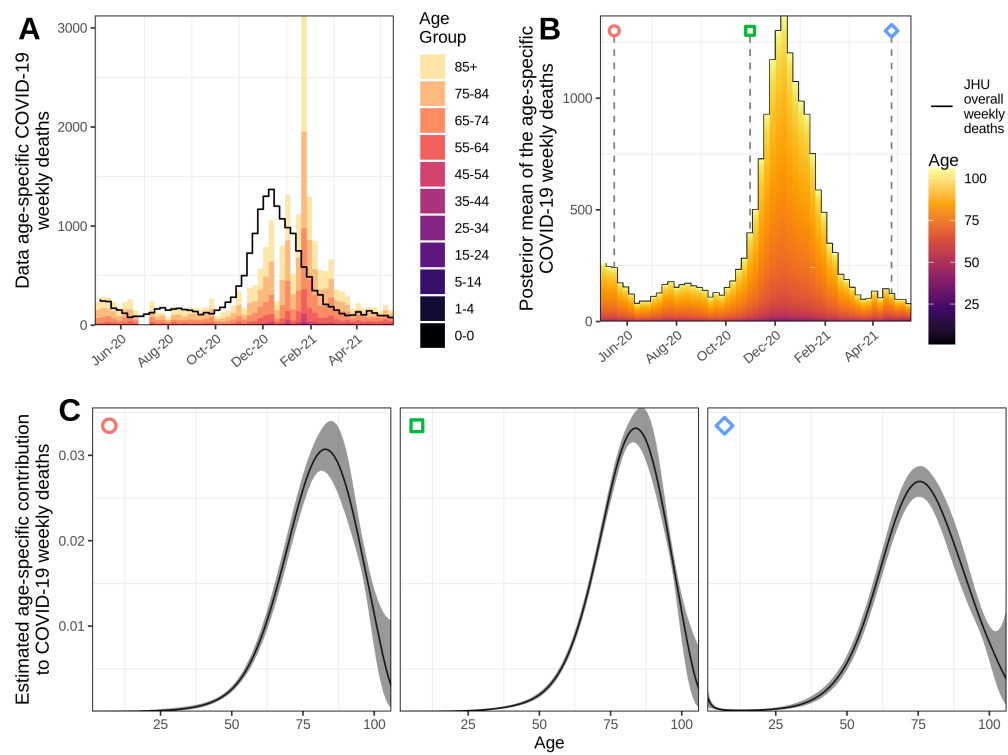 A
Data age-specific COVID-19
weekly deaths
3000
2000
1000
0
Jun-20
Aug-20
Oct-20
Dec-20
Feb-21
Apr-21
Age
Group
85+
75-84
65-74
55-64
45-54
35-44
25-34
15-24
5-14
1-4
0-0
B
Posterior mean of the age-specific
COVID-19 weekly deaths
1000
500
0
Jun-20
Aug-20
Oct-20
Dec-20
Feb-21
Apr-21
JHU
overall
weekly
deaths
Age
100
75
50
25
C
Estimated age-specific contribution
to COVID-19 weekly deaths
0.03
0.02
0.01
25
50
75
100
25
50
75
100
25
50
75
100
Age